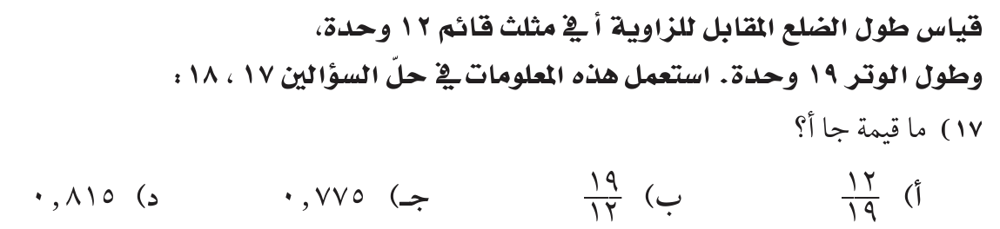 قياس طول الضلع المقابل للزاوية أ في مثلث قائم ١٢ وحدة،
وطول الوتر ١٩ وحدة. استعمل هذه المعلومات في حلّ السؤالين ١٧ ، ١٨ :
١٧) ما قيمة جا أ؟
أ) ١٢/١٩ ب) ١٩/١٢ جـ) ٠,٧٧٥ د) ٠,٨١٥